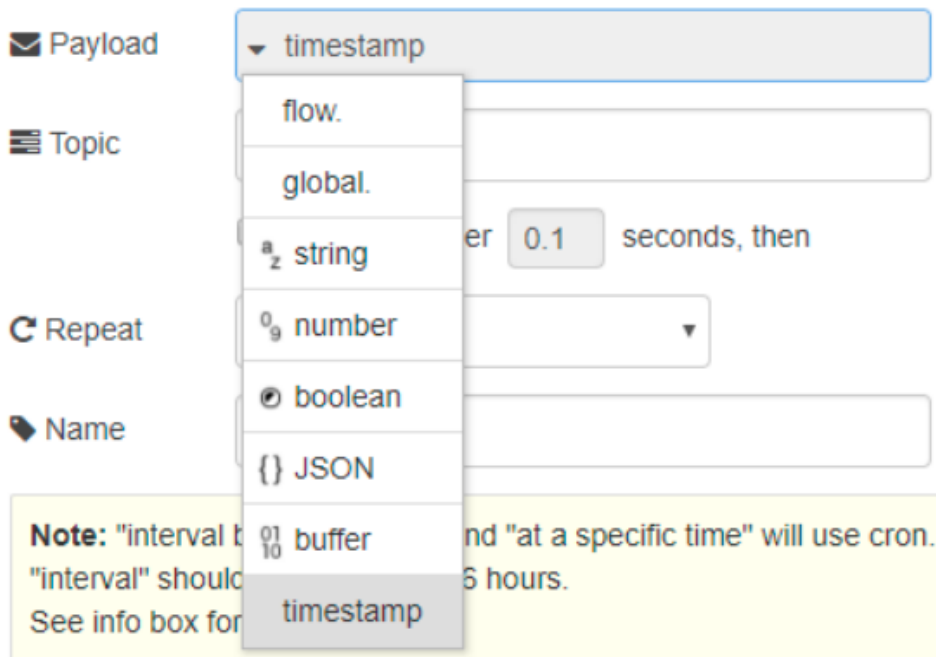 Payload
timestamp
flow.
Topic
global.
er 0.1 seconds, then
string
number
Repeat
boolean
Name
JSON
Note: "interval nd "at a specific time" will use cron.
buffer
"interval" 6 hours.
timestamp
See info box for